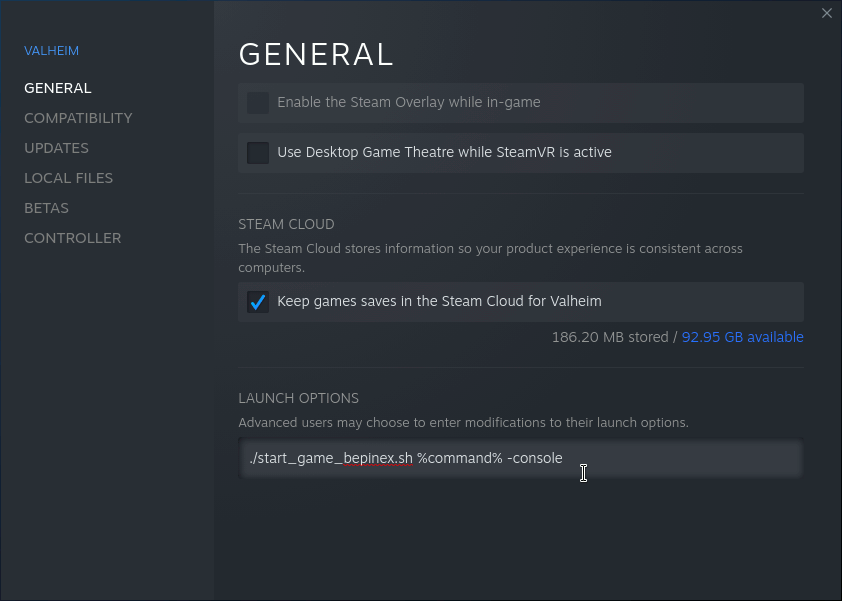 VALHEIM
GENERAL
COMPATIBILITY
UPDATES
LOCAL FILES
BETAS
CONTROLLER
GENERAL
Enable the Steam Overlay while in-game
Use Desktop Game Theatre while SteamVR is active
STEAM CLOUD
The Steam Cloud stores information so your product experience is consistent across
computers.
Keep games saves in the Steam Cloud for Valheim
186.20 MB stored / 92.95 GB available
LAUNCH OPTIONS
Advanced users may choose to enter modifications to their launch options.
./start_game_bepinex.sh %command% -console